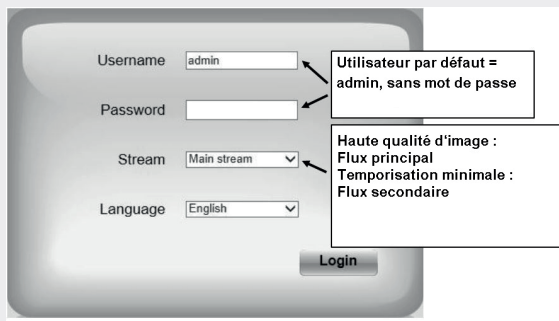 Username admin
Utilisateur par défaut =
admin, sans mot de passe
Password
Haute qualité d'image :
Flux principal
Temporisation minimale :
Flux secondaire
Stream Main stream
Language English
Login